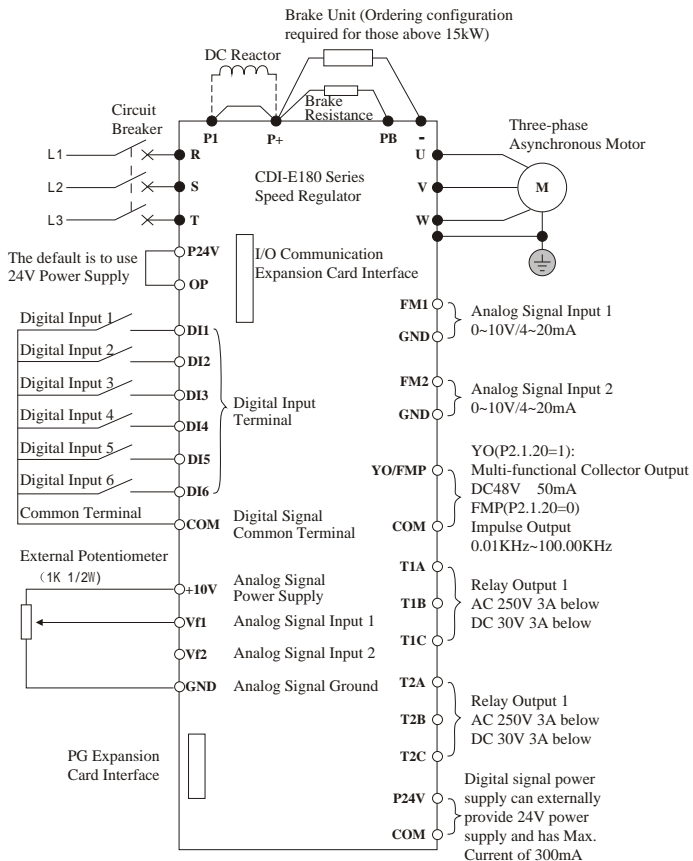 Brake Unit (Ordering configuration
required for those above 15kW)
DC Reactor
Brake
Resistance
Circuit
Breaker
P1
P+
PB
-
Three-phase
Asynchronous Motor
L1
R
U
CDI-E180 Series
Speed Regulator
L2
S
V
M
L3
T
W
The default is to use
24V Power Supply
P24V
OP
I/O Communication
Expansion Card Interface
FM1
GND
Analog Signal Input 1
0~10V/4~20mA
Digital Input 1
DI1
Digital Input 2
DI2
Digital Input 3
DI3
Digital Input 4
DI4
Digital Input 5
DI5
Digital Input 6
DI6
Digital Input
Terminal
FM2
GND
Analog Signal Input 2
0~10V/4~20mA
Common Terminal
COM
Digital Signal
Common Terminal
YO/FMP
COM
YO(P2.1.20=1):
Multi-functional Collector Output
DC48V 50mA
FMP(P2.1.20=0)
Impulse Output
0.01KHz~100.00KHz
External Potentiometer
(1K 1/2W)
+10V
Analog Signal
Power Supply
Vf1
Analog Signal Input 1
Vf2
Analog Signal Input 2
GND
Analog Signal Ground
T1A
T1B
T1C
Relay Output 1
AC 250V 3A below
DC 30V 3A below
T2A
T2B
T2C
Relay Output 1
AC 250V 3A below
DC 30V 3A below
PG Expansion
Card Interface
P24V
COM
Digital signal power
supply can externally
provide 24V power
supply and has Max.
Current of 300mA